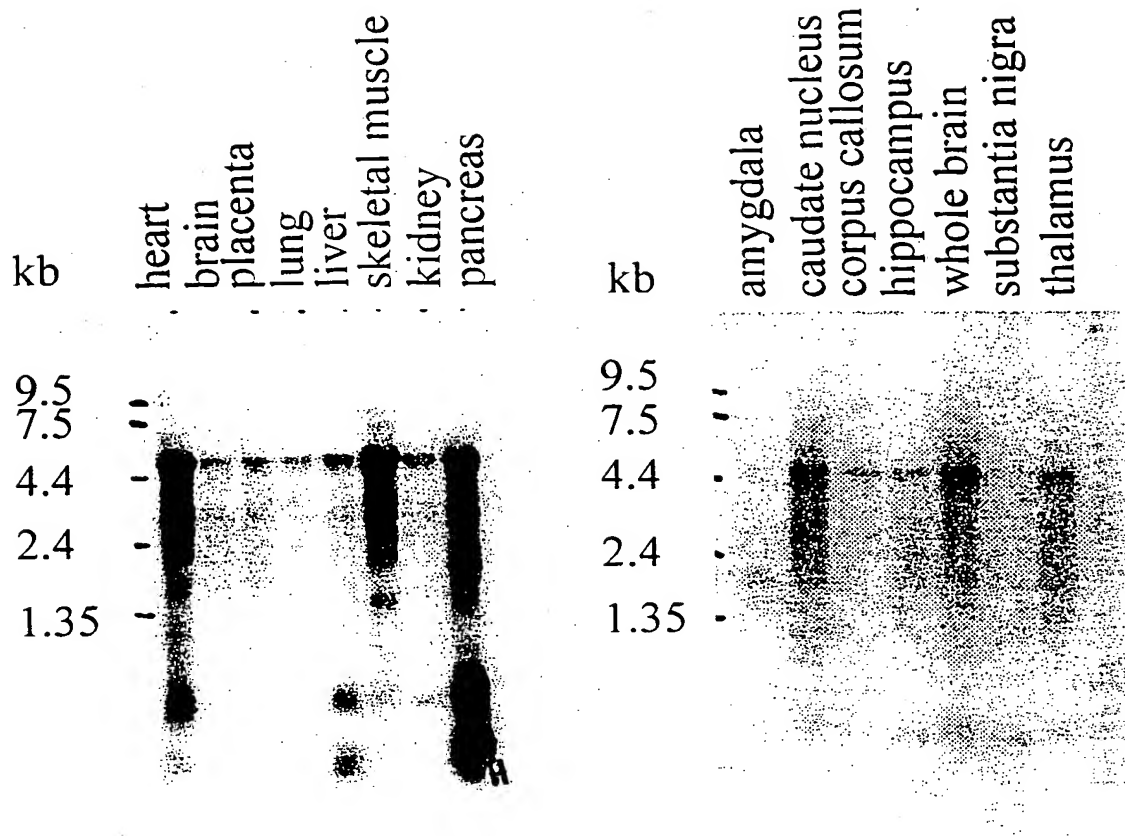 kb
heart
brain
placenta
lung
liver
skeletal muscle
kidney
pancreas
9.5
7.5
4.4
2.4
1.35
H
kb
amygdala
caudate nucleus
corpus callosum
hippocampus
whole brain
substantia nigra
thalamus
9.5
7.5
4.4
2.4
1.35